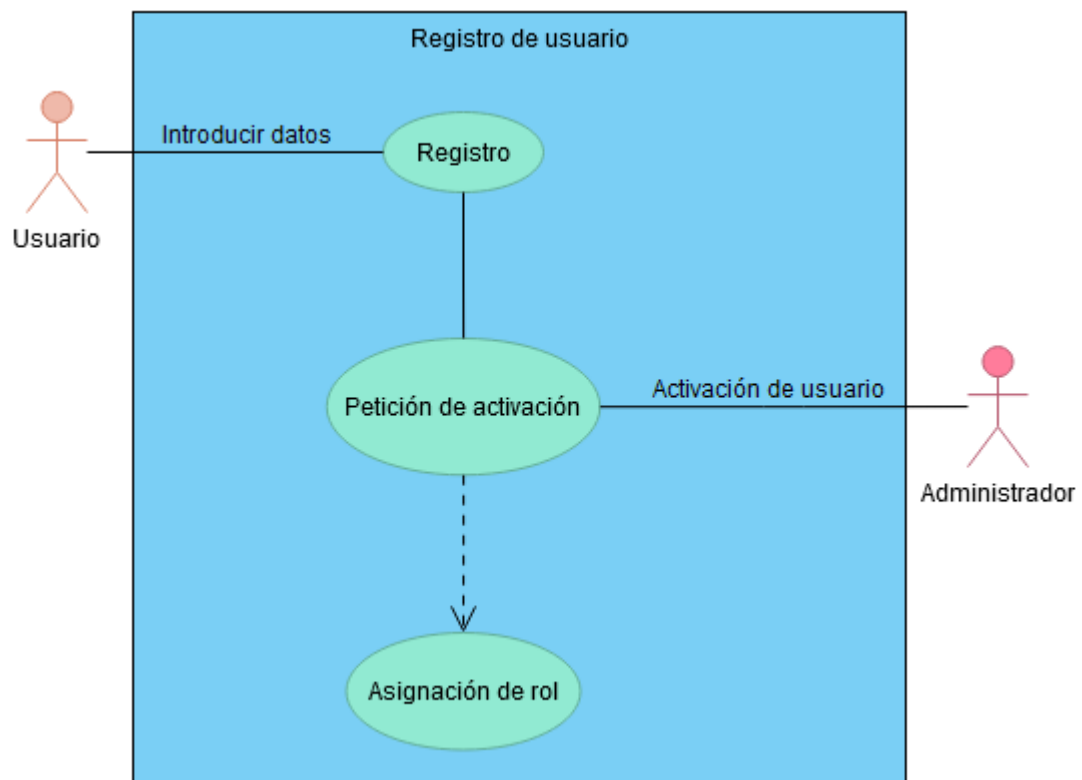 Registro de usuario
Introducir datos
Registro
Usuario
Petición de activación
Activación de usuario
Administrador
Asignación de rol